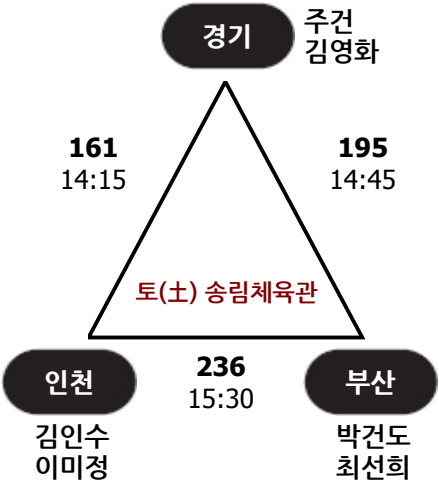 경기
주건
김영화
161
14:15
195
14:45
토(土) 송림체육관
인천
236
15:30
부산
김인수
이미정
박건도
최선희